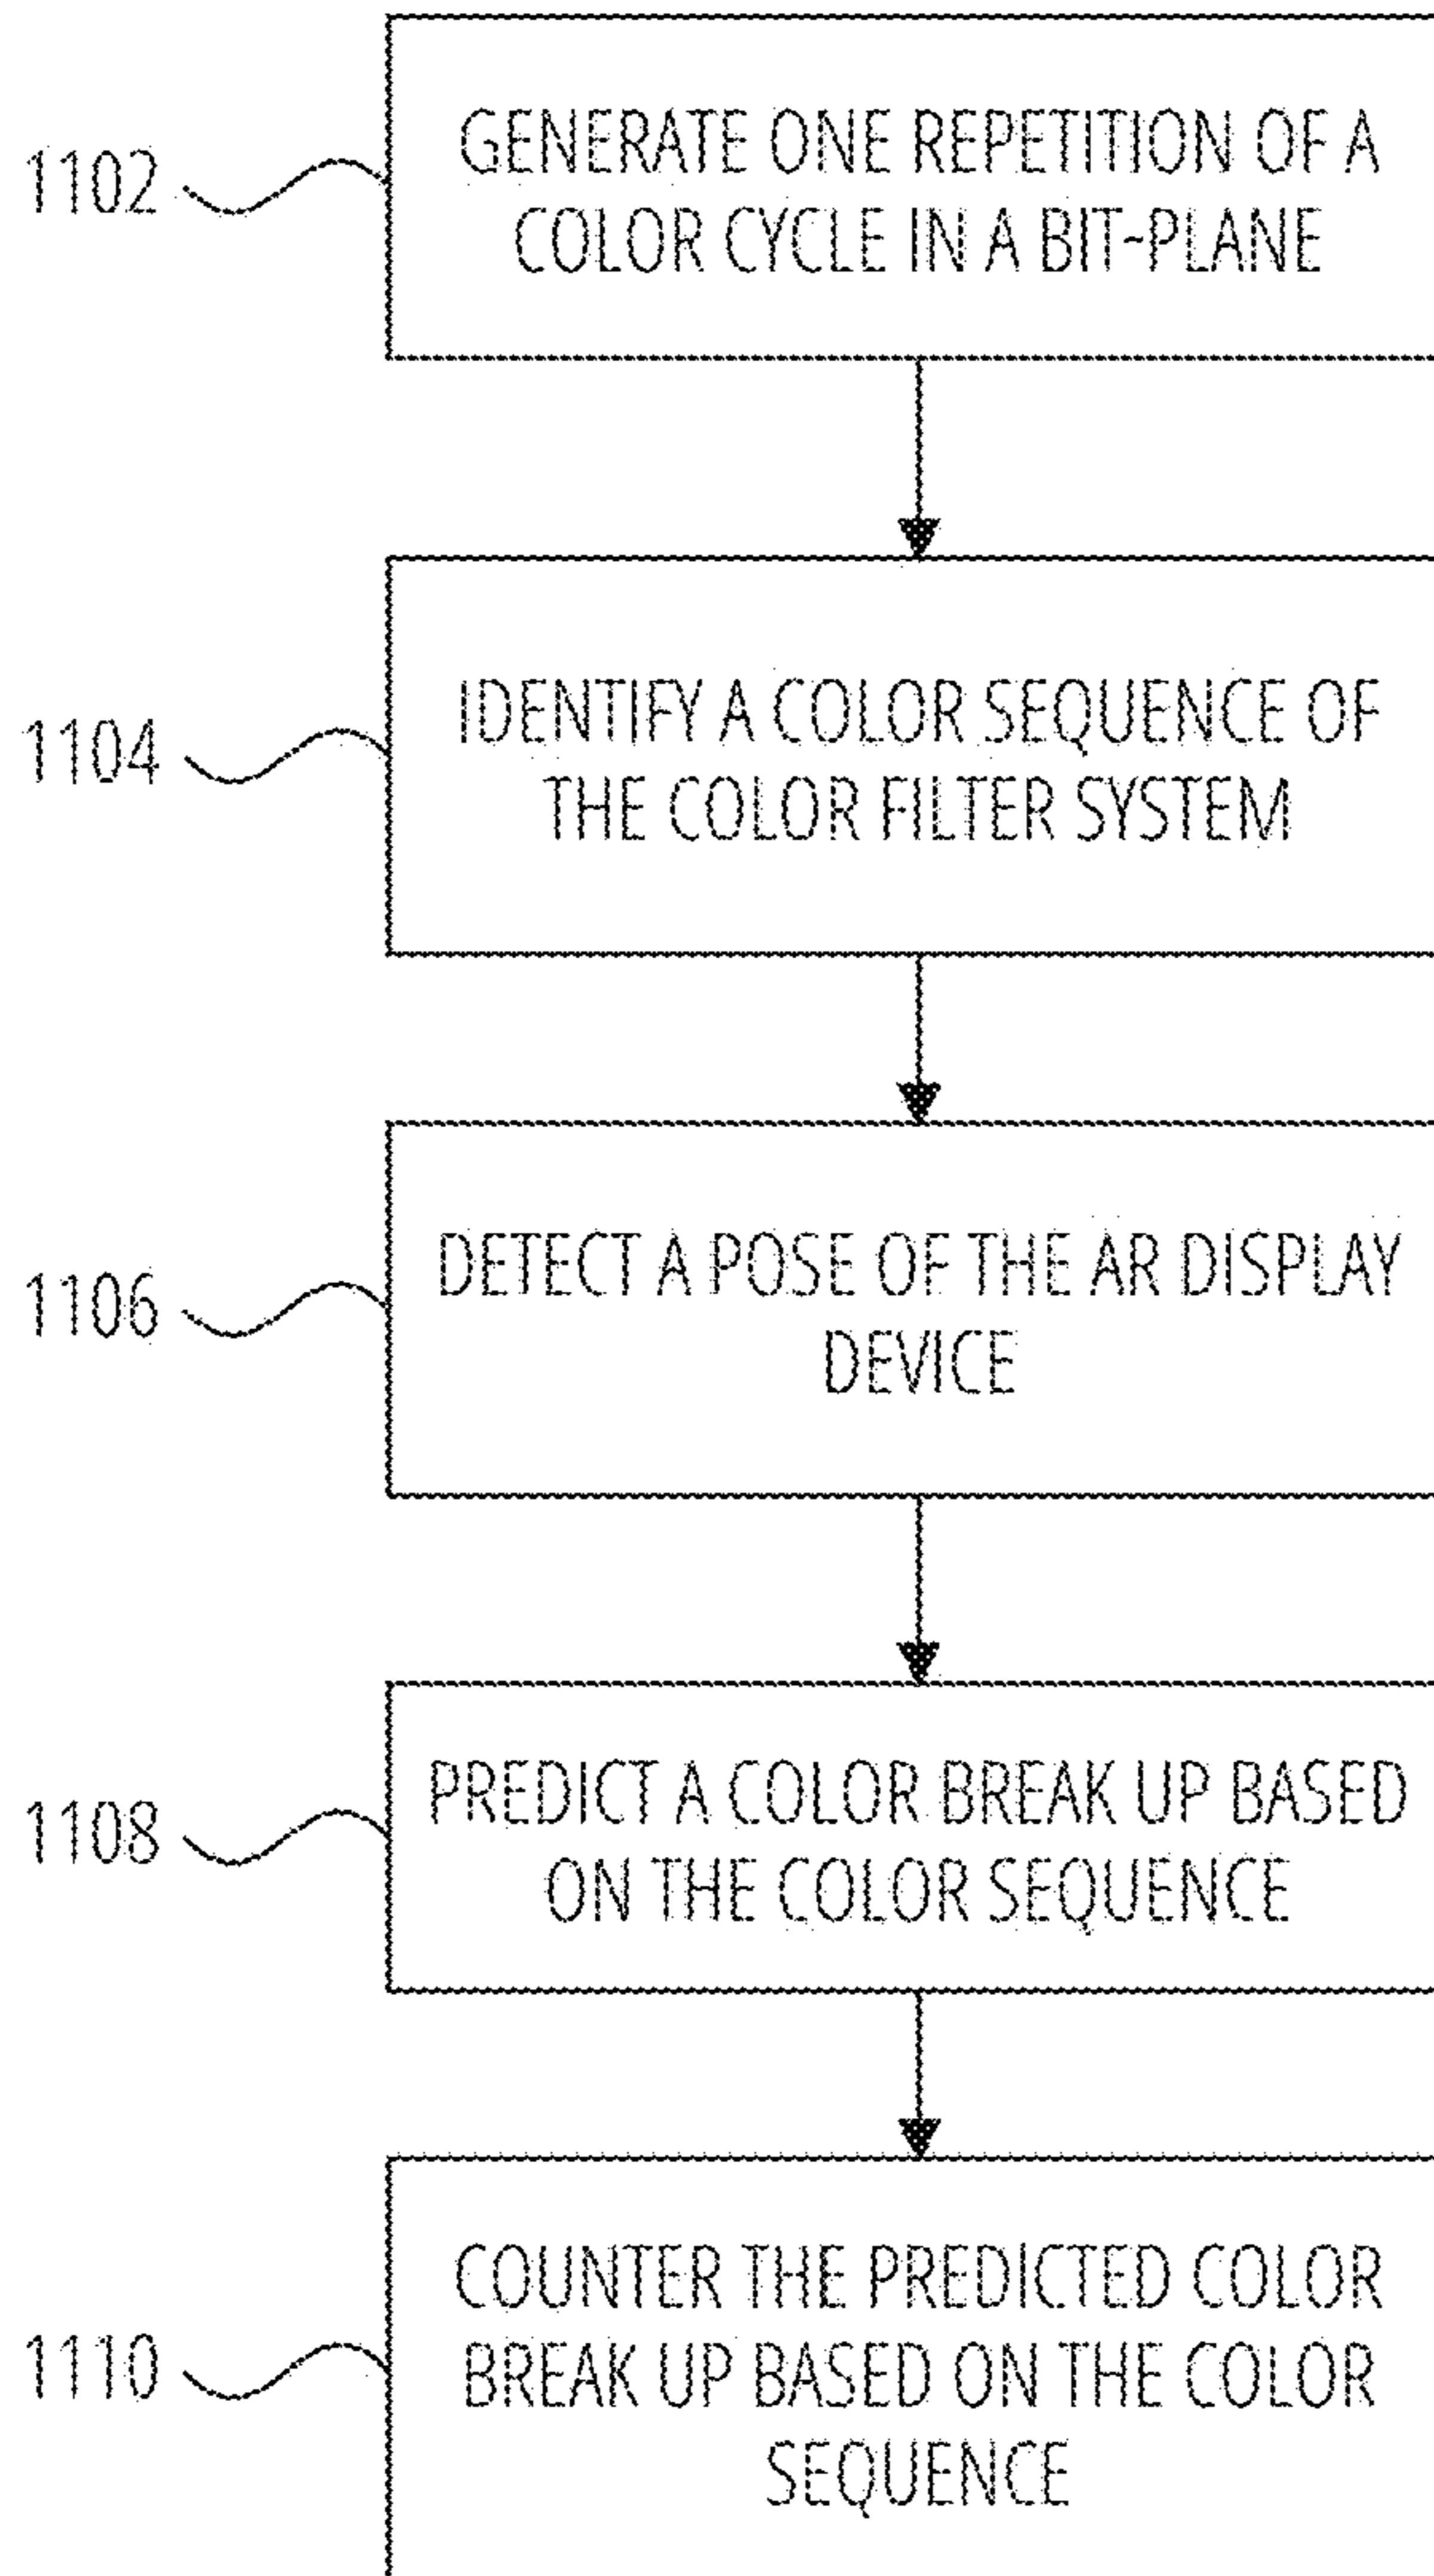 1102
GENERATE ONE REPETITION OF A
COLOR CYCLE IN A BIT-PLANE
1104
IDENTIFY A COLOR SEQUENCE OF
THE COLOR FILTER SYSTEM
1106
DETECT A POSE OF THE AR DISPLAY
DEVICE
1108
PREDICT A COLOR BREAK UP BASED
ON THE COLOR SEQUENCE
1110
COUNTER THE PREDICTED COLOR
BREAK UP BASED ON THE COLOR
SEQUENCE